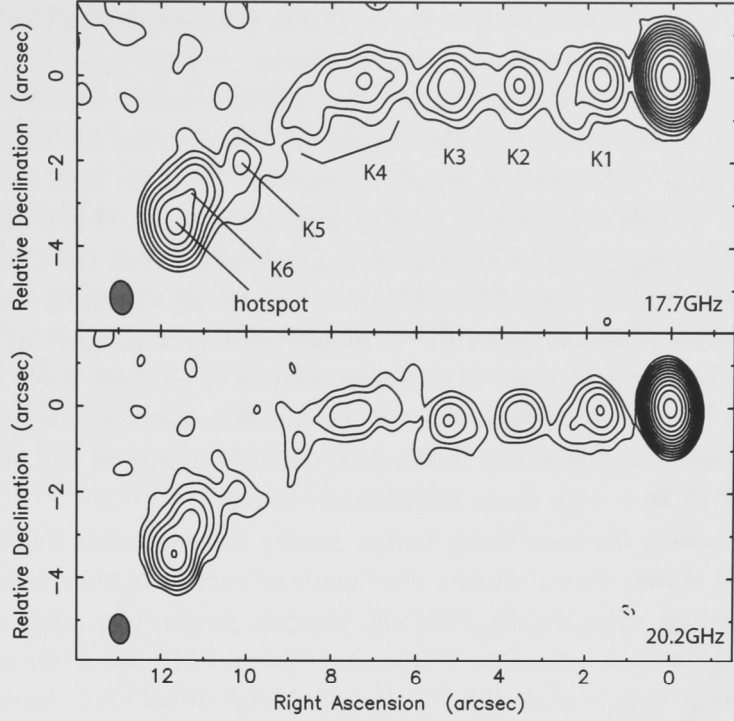 Relative Declination (arcsec)
0
−2
−4
K4
K3
K2
K1
K5
K6
hotspot
17.7GHz
Relative Declination (arcsec)
0
−2
−4
20.2GHz
12
10
8
6
4
2
0
Right Ascension (arcsec)